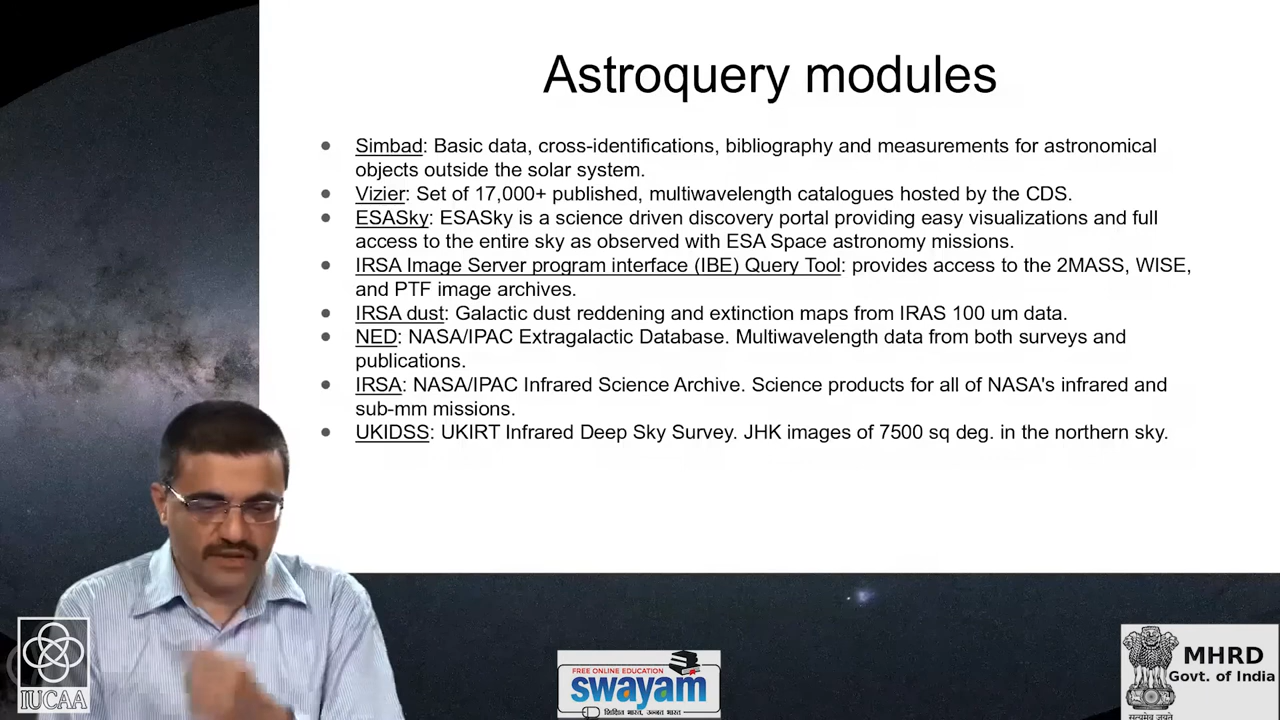 Astroquery modules
Simbad: Basic data, cross-identifications, bibliography and measurements for astronomical
objects outside the solar system.
Vizier: Set of 17,000+ published, multiwavelength catalogues hosted by the CDS.
ESASky: ESASky is a science driven discovery portal providing easy visualizations and full
access to the entire sky as observed with ESA Space astronomy missions.
IRSA Image Server program interface (IBE) Query Tool: provides access to the 2MASS, WISE,
and PTF image archives.
IRSA dust: Galactic dust reddening and extinction maps from IRAS 100 um data.
NED: NASA/IPAC Extragalactic Database. Multiwavelength data from both surveys and
publications.
IRSA: NASA/IPAC Infrared Science Archive. Science products for all of NASA's infrared and
sub-mm missions.
UKIDSS: UKIRT Infrared Deep Sky Survey. JHK images of 7500 sq deg. in the northern sky.
IUCAA
FREE ONLINE EDUCATION
swayam
शिक्षित भारत, उन्नत भारत
MHRD
Govt. of India
सत्यमेव जयते